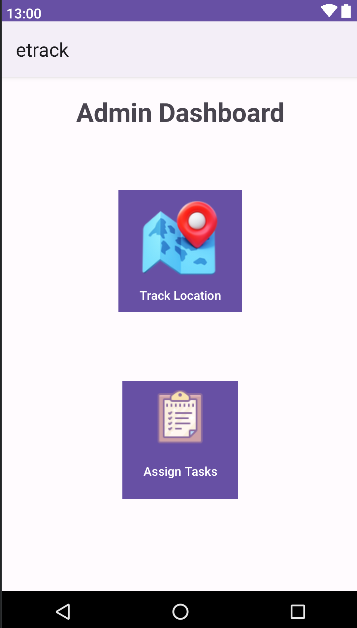 13:00
etrack
Admin Dashboard
Track Location
Assign Tasks